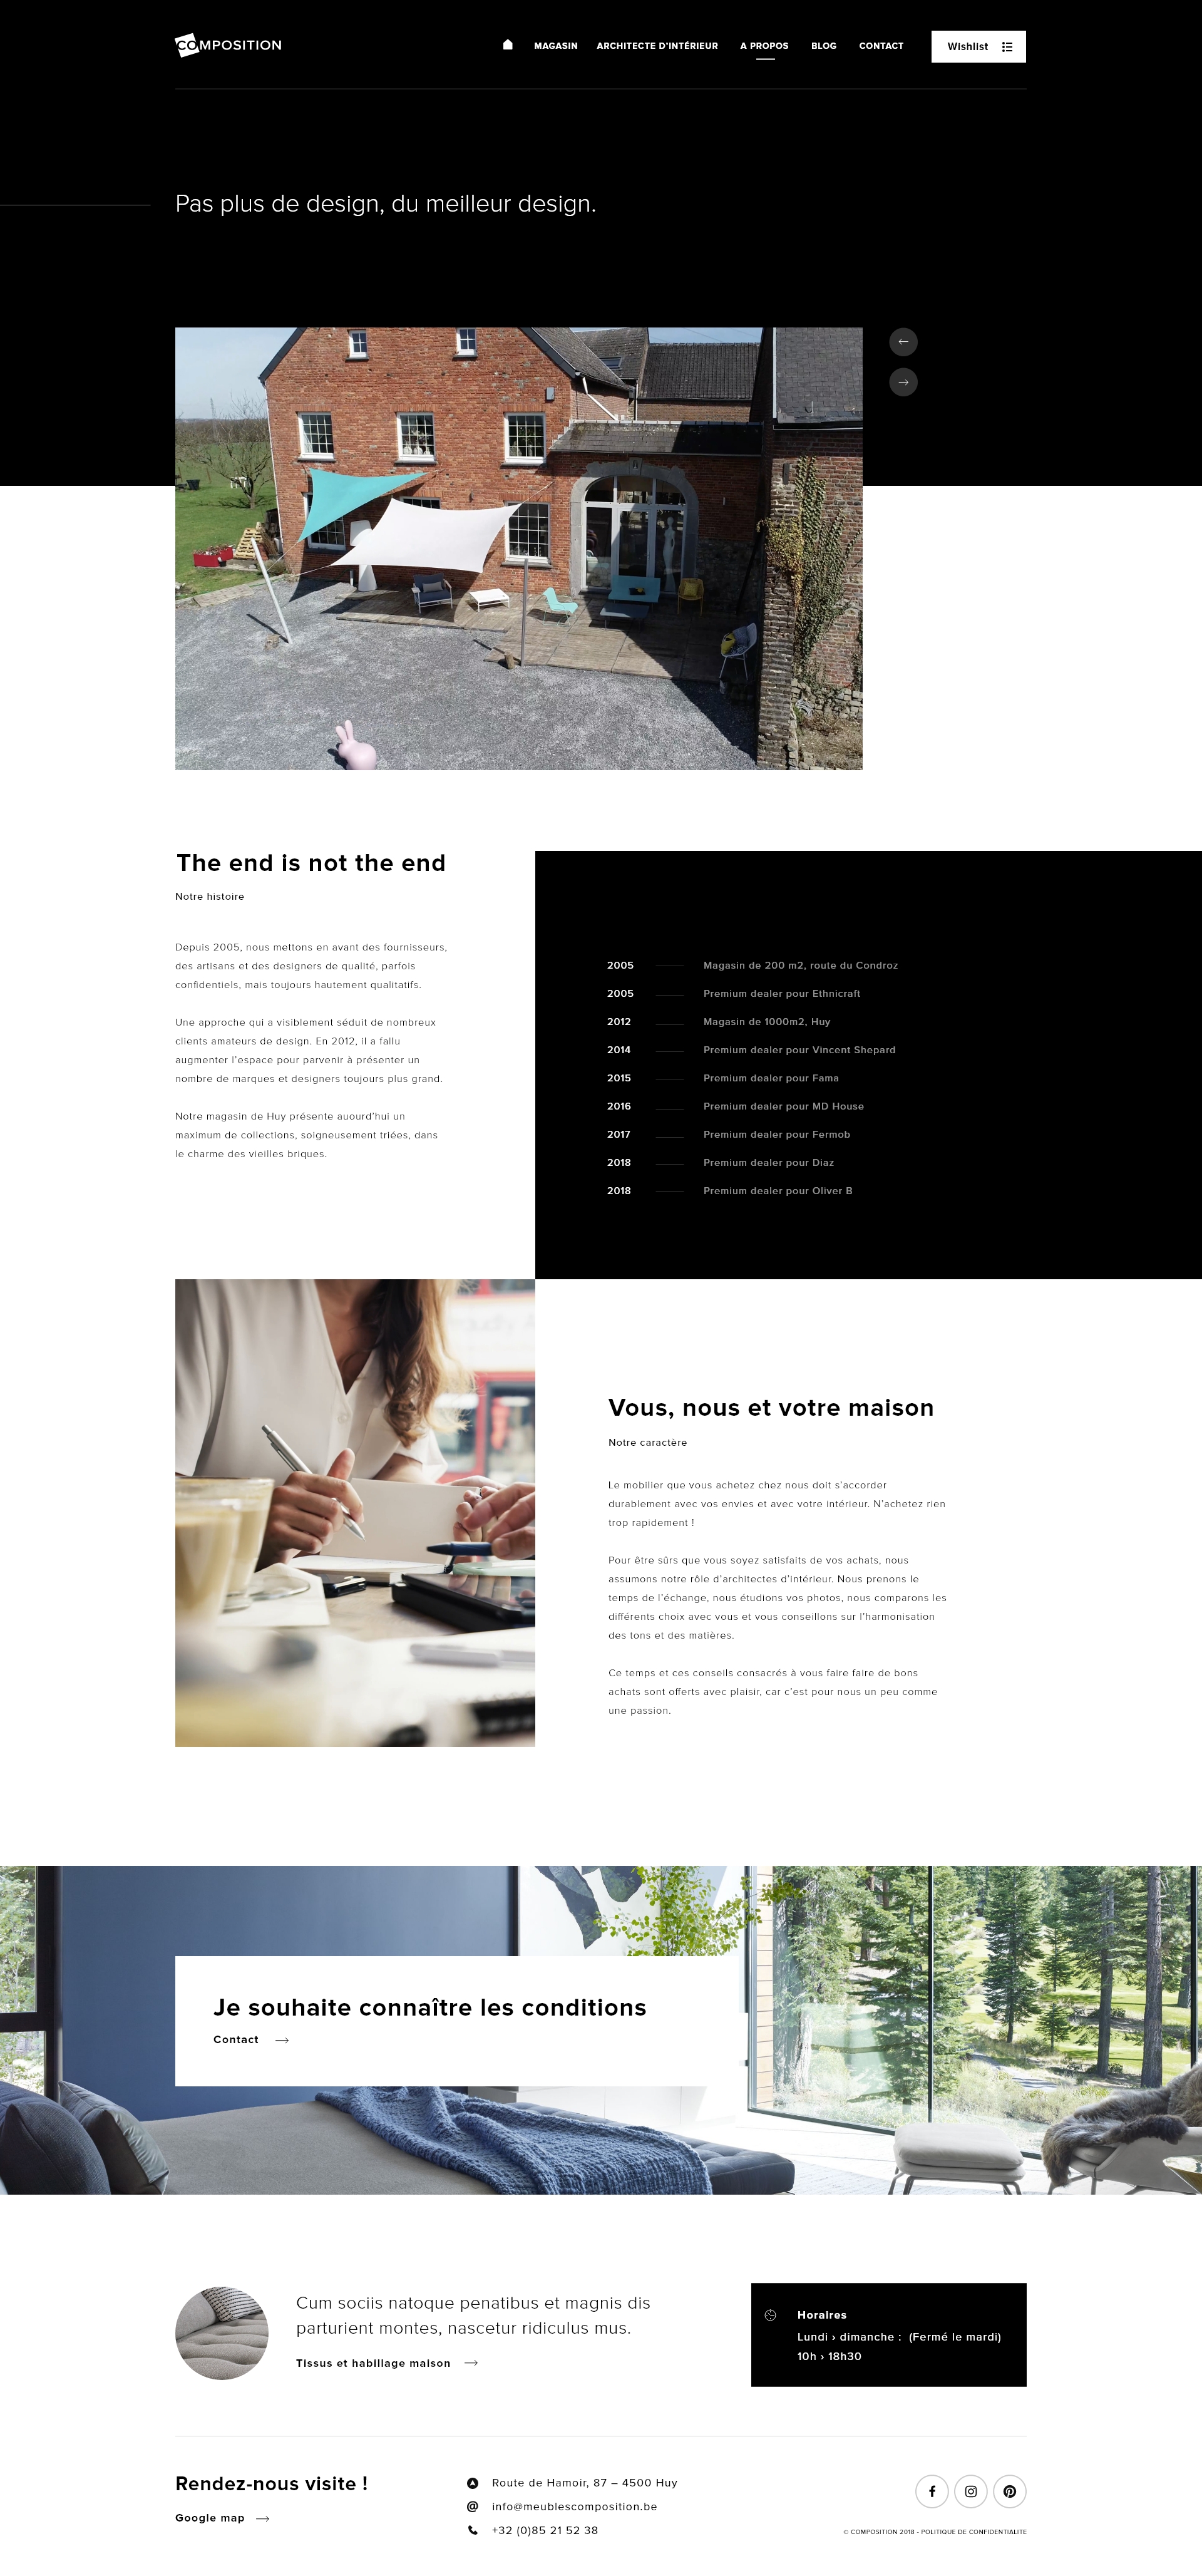 COMPOSITION
MAGASIN ARCHITECTE D'INTÉRIEUR A PROPOS BLOG CONTACT Wishlist
Pas plus de design, du meilleur design.
The end is not the end
Notre histoire
Depuis 2005, nous mettons en avant des fournisseurs,
des artisans et des designers de qualité, parfois
confidentiels, mais toujours hautement qualitatifs.
Une approche qui a visiblement séduit de nombreux
clients amateurs de design. En 2012, il a fallu
augmenter l'espace pour parvenir à présenter un
nombre de marques et designers toujours plus grand.
Notre magasin de Huy présente auourd'hui un
maximum de collections, soigneusement triées, dans
le charme des vieilles briques.
2005 Magasin de 200 m2, route du Condroz
2005 Premium dealer pour Ethnicraft
2012 Magasin de 1000m2, Huy
2014 Premium dealer pour Vincent Shepard
2015 Premium dealer pour Fama
2016 Premium dealer pour MD House
2017 Premium dealer pour Fermob
2018 Premium dealer pour Diaz
2018 Premium dealer pour Oliver B
Vous, nous et votre maison
Notre caractère
Le mobilier que vous achetez chez nous doit s'accorder
durablement avec vos envies et avec votre intérieur. N'achetez rien
trop rapidement !
Pour être sûrs que vous soyez satisfaits de vos achats, nous
assumons notre rôle d'architectes d'intérieur. Nous prenons le
temps de l'échange, nous étudions vos photos, nous comparons les
différents choix avec vous et vous conseillons sur l'harmonisation
des tons et des matières.
Ce temps et ces conseils consacrés à vous faire faire de bons
achats sont offerts avec plaisir, car c'est pour nous un peu comme
une passion.
Je souhaite connaître les conditions
Contact
Cum sociis natoque penatibus et magnis dis
parturient montes, nascetur ridiculus mus.
Tissus et habillage maison
Horaires
Lundi › dimanche : (Fermé le mardi)
10h › 18h30
Rendez-nous visite !
Google map
Route de Hamoir, 87 – 4500 Huy
info@meublescomposition.be
+32 (0)85 21 52 38
© COMPOSITION 2018 - POLITIQUE DE CONFIDENTIALITE